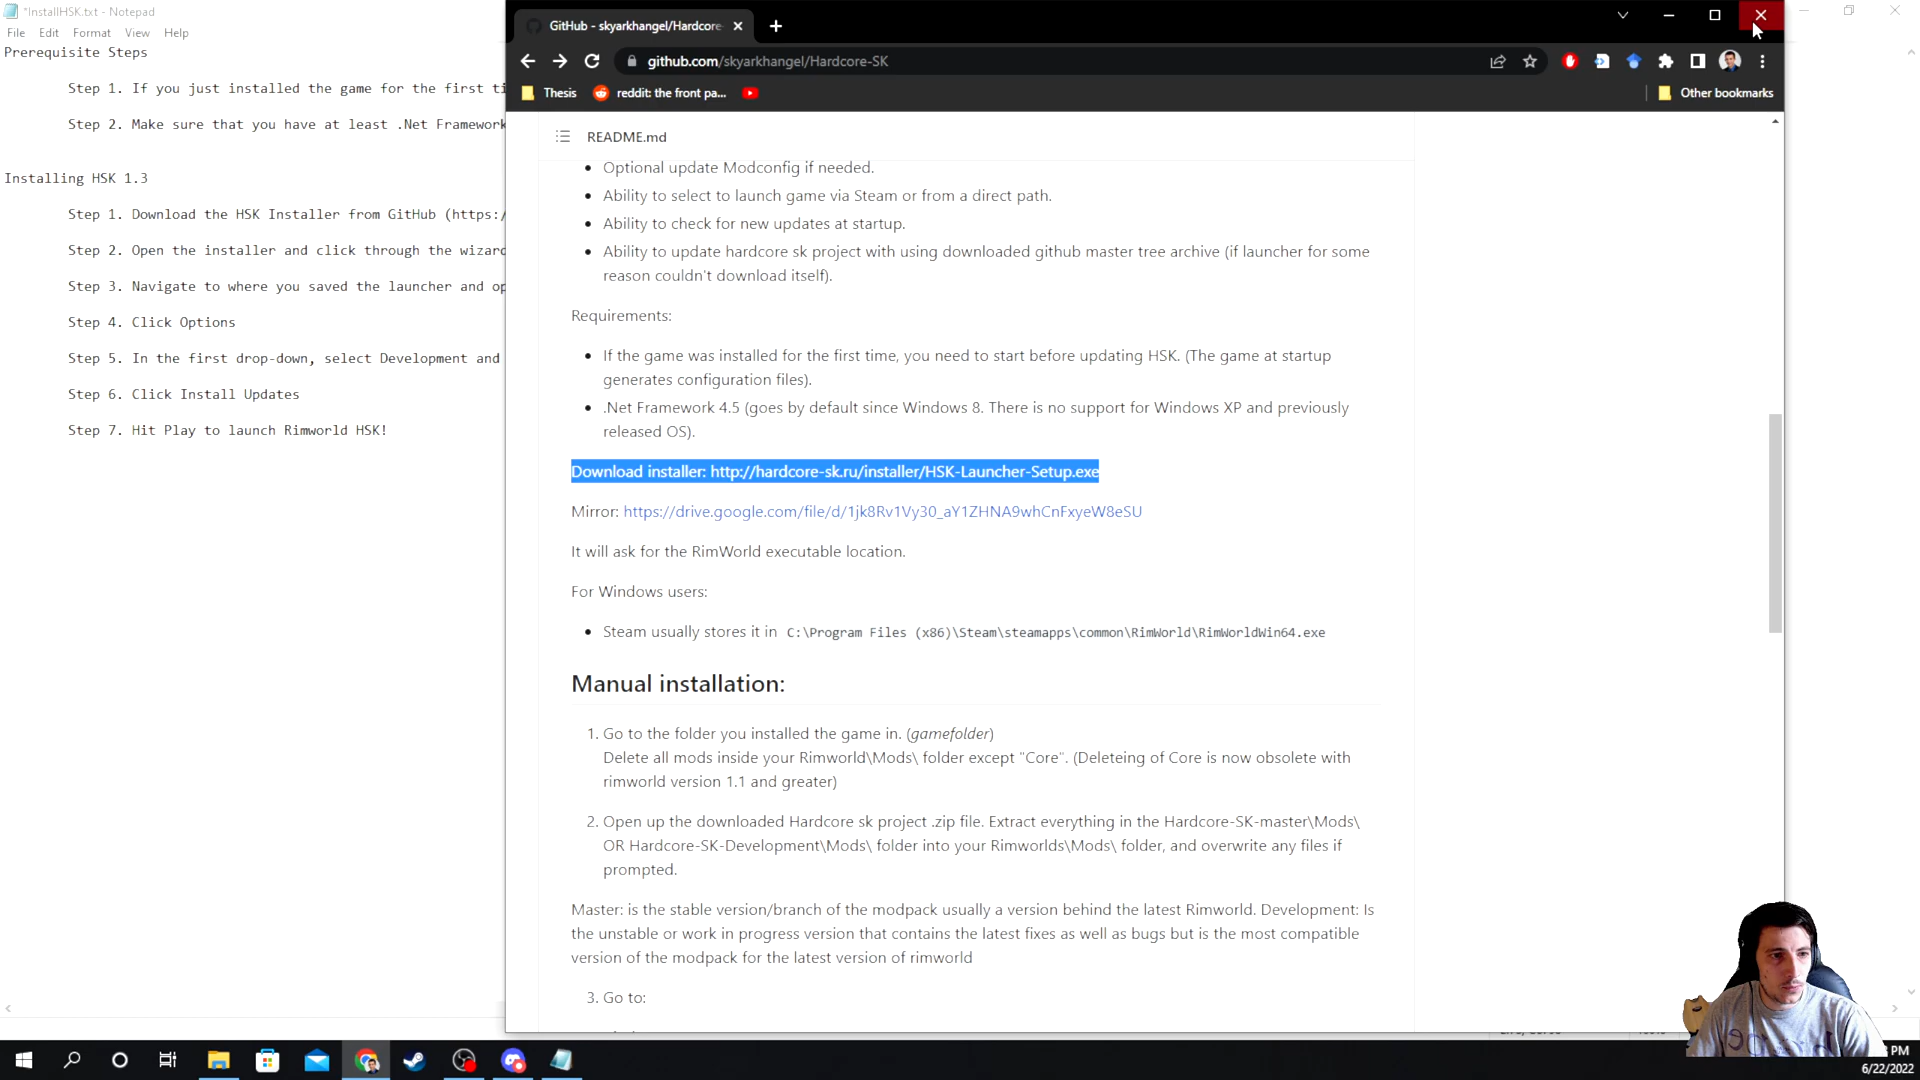 *InstallHSK.txt - Notepad
File Edit Format View Help
Prerequisite Steps
Step 1. If you just installed the game for the first
Step 2. Make sure that you have at least .Net Framework
Installing HSK 1.3
Step 1. Download the HSK Installer from GitHub (https:/
Step 2. Open the installer and click through the wizar
Step 3. Navigate to where you saved the launcher and
Step 4. Click Options
Step 5. In the first drop-down, select Development and
Step 6. Click Install Updates
Step 7. Hit Play to launch Rimworld HSK!
GitHub - skyarkhangel/Hardcore-
github.com/skyarkhangel/Hardcore-SK
Thesis reddit: the front pa... Other bookmarks
README.md
Optional update Modconfig if needed.
Ability to select to launch game via Steam or from a direct path.
Ability to check for new updates at startup.
Ability to update hardcore sk project with using downloaded github master tree archive (if launcher for some
reason couldn't download itself).
Requirements:
If the game was installed for the first time, you need to start before updating HSK. (The game at startup
generates configuration files).
.Net Framework 4.5 (goes by default since Windows 8. There is no support for Windows XP and previously
released OS).
Download installer: http://hardcore-sk.ru/installer/HSK-Launcher-Setup.exe
Mirror: https://drive.google.com/file/d/1jk8Rv1Vy30_aY1ZHNA9whCnFxyeW8eSU
It will ask for the RimWorld executable location.
For Windows users:
Steam usually stores it in C:\Program Files (x86)\Steam\steamapps\common\RimWorld\RimWorldWin64.exe
Manual installation:
1. Go to the folder you installed the game in. (gamefolder)
Delete all mods inside your Rimworld\Mods\ folder except "Core". (Deleteing of Core is now obsolete with
rimworld version 1.1 and greater)
2. Open up the downloaded Hardcore sk project .zip file. Extract everything in the Hardcore-SK-master\Mods\
OR Hardcore-SK-Development\Mods\ folder into your Rimworlds\Mods\ folder, and overwrite any files if
prompted.
Master: is the stable version/branch of the modpack usually a version behind the latest Rimworld. Development: Is
the unstable or work in progress version that contains the latest fixes as well as bugs but is the most compatible
version of the modpack for the latest version of rimworld
3. Go to:
PM
6/22/2022